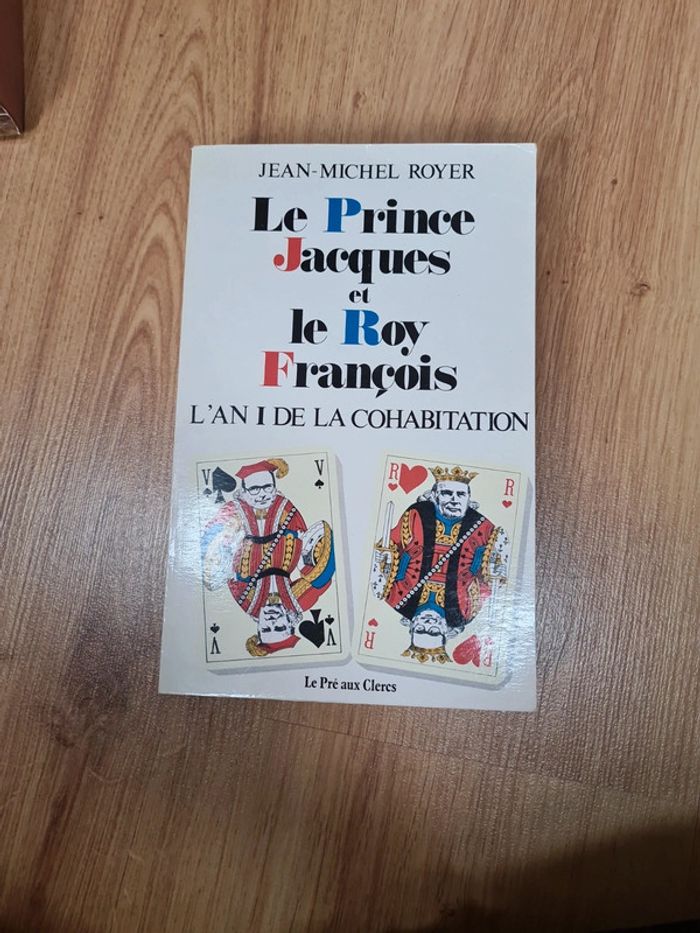 JEAN-MICHEL ROYER
Le Prince
Jacques
et
le Roy
François
L'AN I DE LA COHABITATION
V V
R R
V V
R R
Le Pré aux Clercs